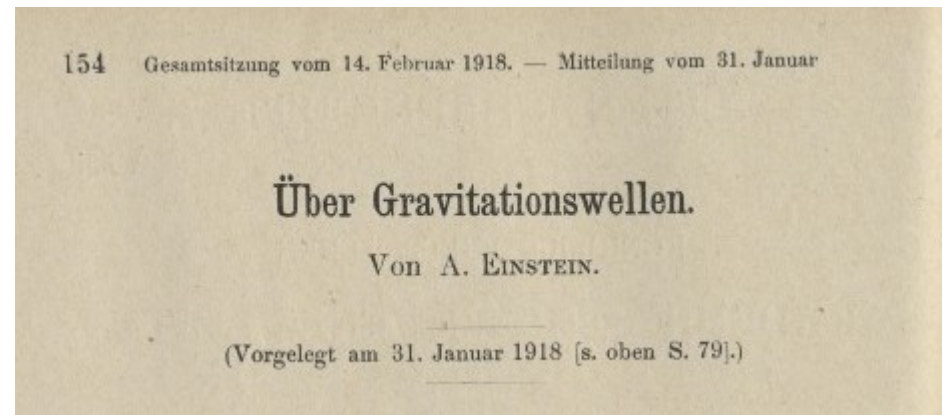 154 Gesamtsitzung vom 14. Februar 1918. — Mitteilung vom 31. Januar
Über Gravitationswellen.
Von A. Einstein.
(Vorgelegt am 31. Januar 1918 [s. oben S. 79].)